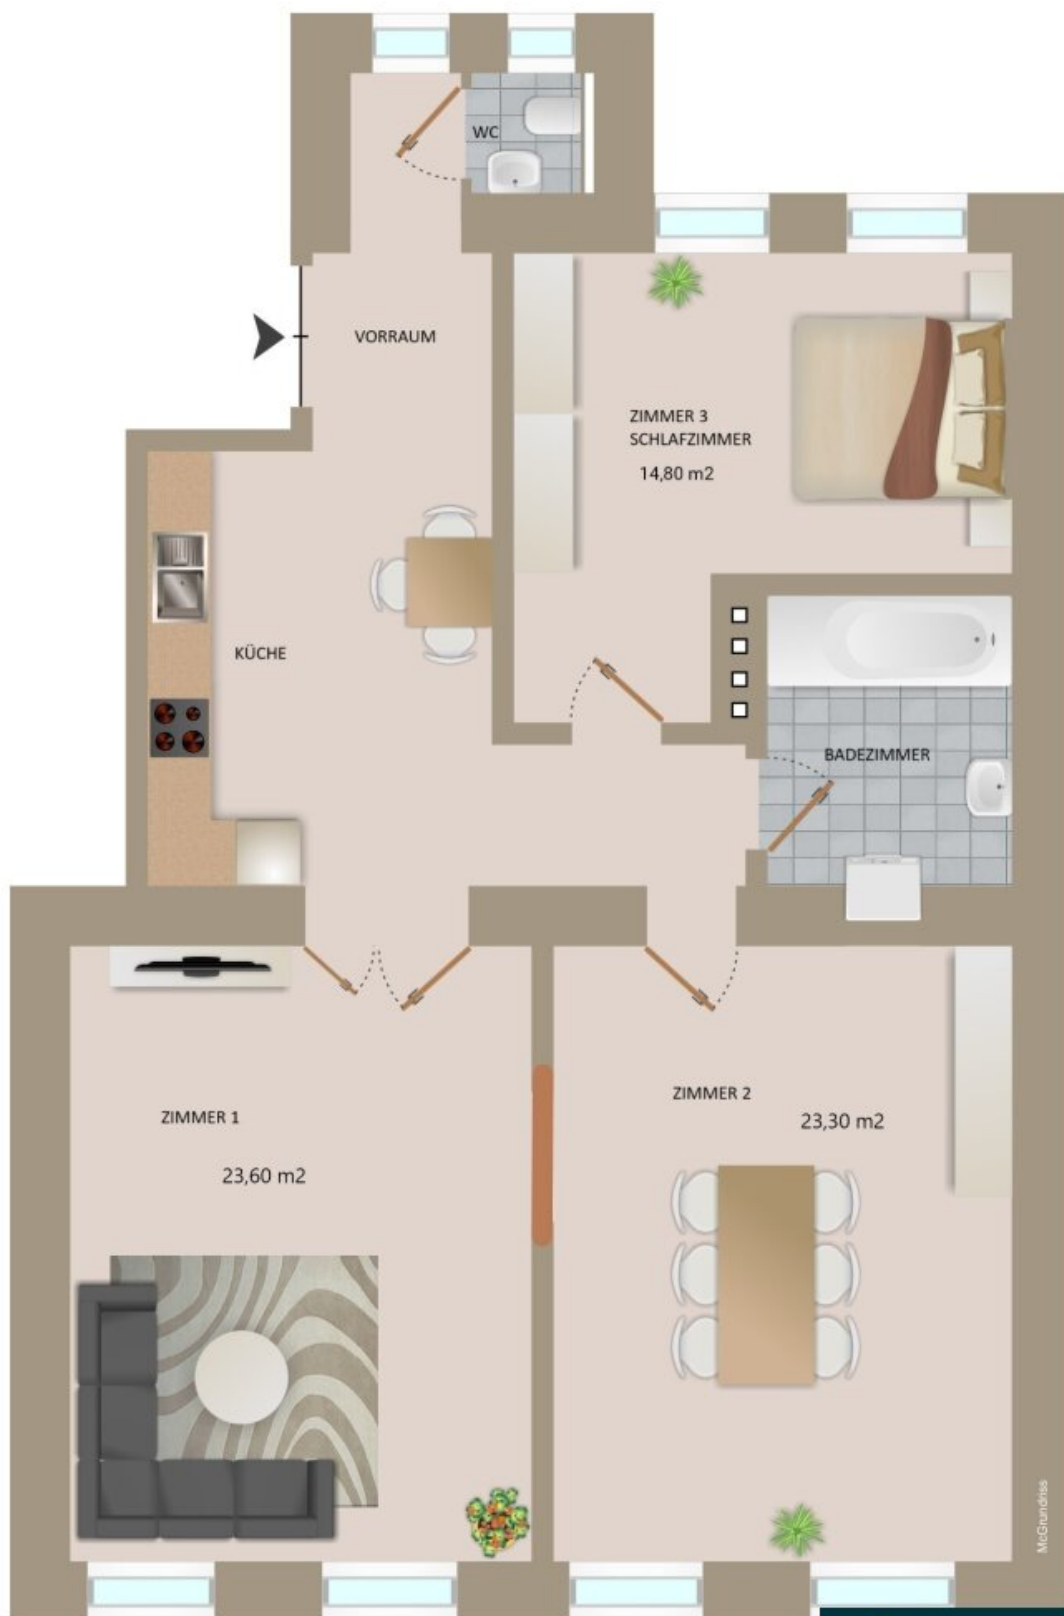 WC
VORRAUM
ZIMMER 3
SCHLAFZIMMER
14,80 m2
KÜCHE
BADEZIMMER
ZIMMER 1
23,60 m2
ZIMMER 2
23,30 m2
McGrundriss